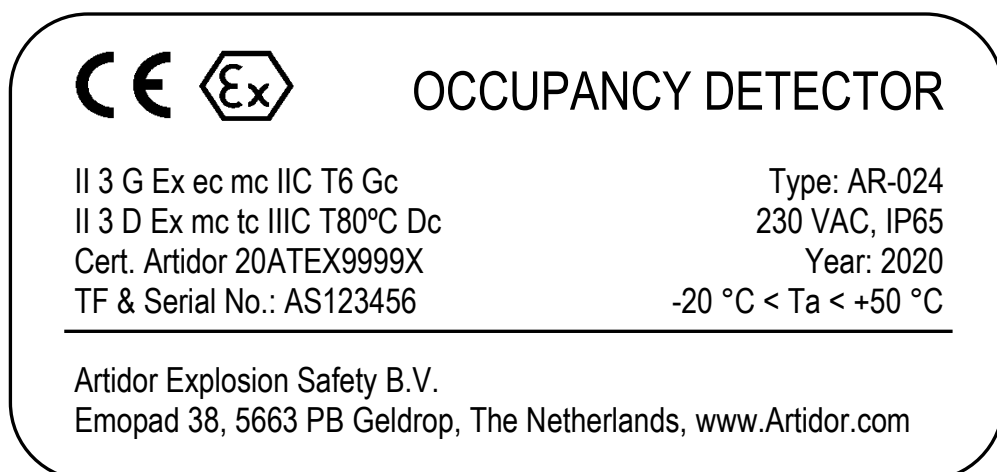 CE Ex OCCUPANCY DETECTOR
II 3 G Ex ec mc IIC T6 Gc
Type: AR-024
II 3 D Ex mc tc IIIC T80ºC Dc
230 VAC, IP65
Cert. Artidor 20ATEX9999X
Year: 2020
TF & Serial No.: AS123456
-20 °C < Ta < +50 °C
Artidor Explosion Safety B.V.
Emopad 38, 5663 PB Geldrop, The Netherlands, www.Artidor.com